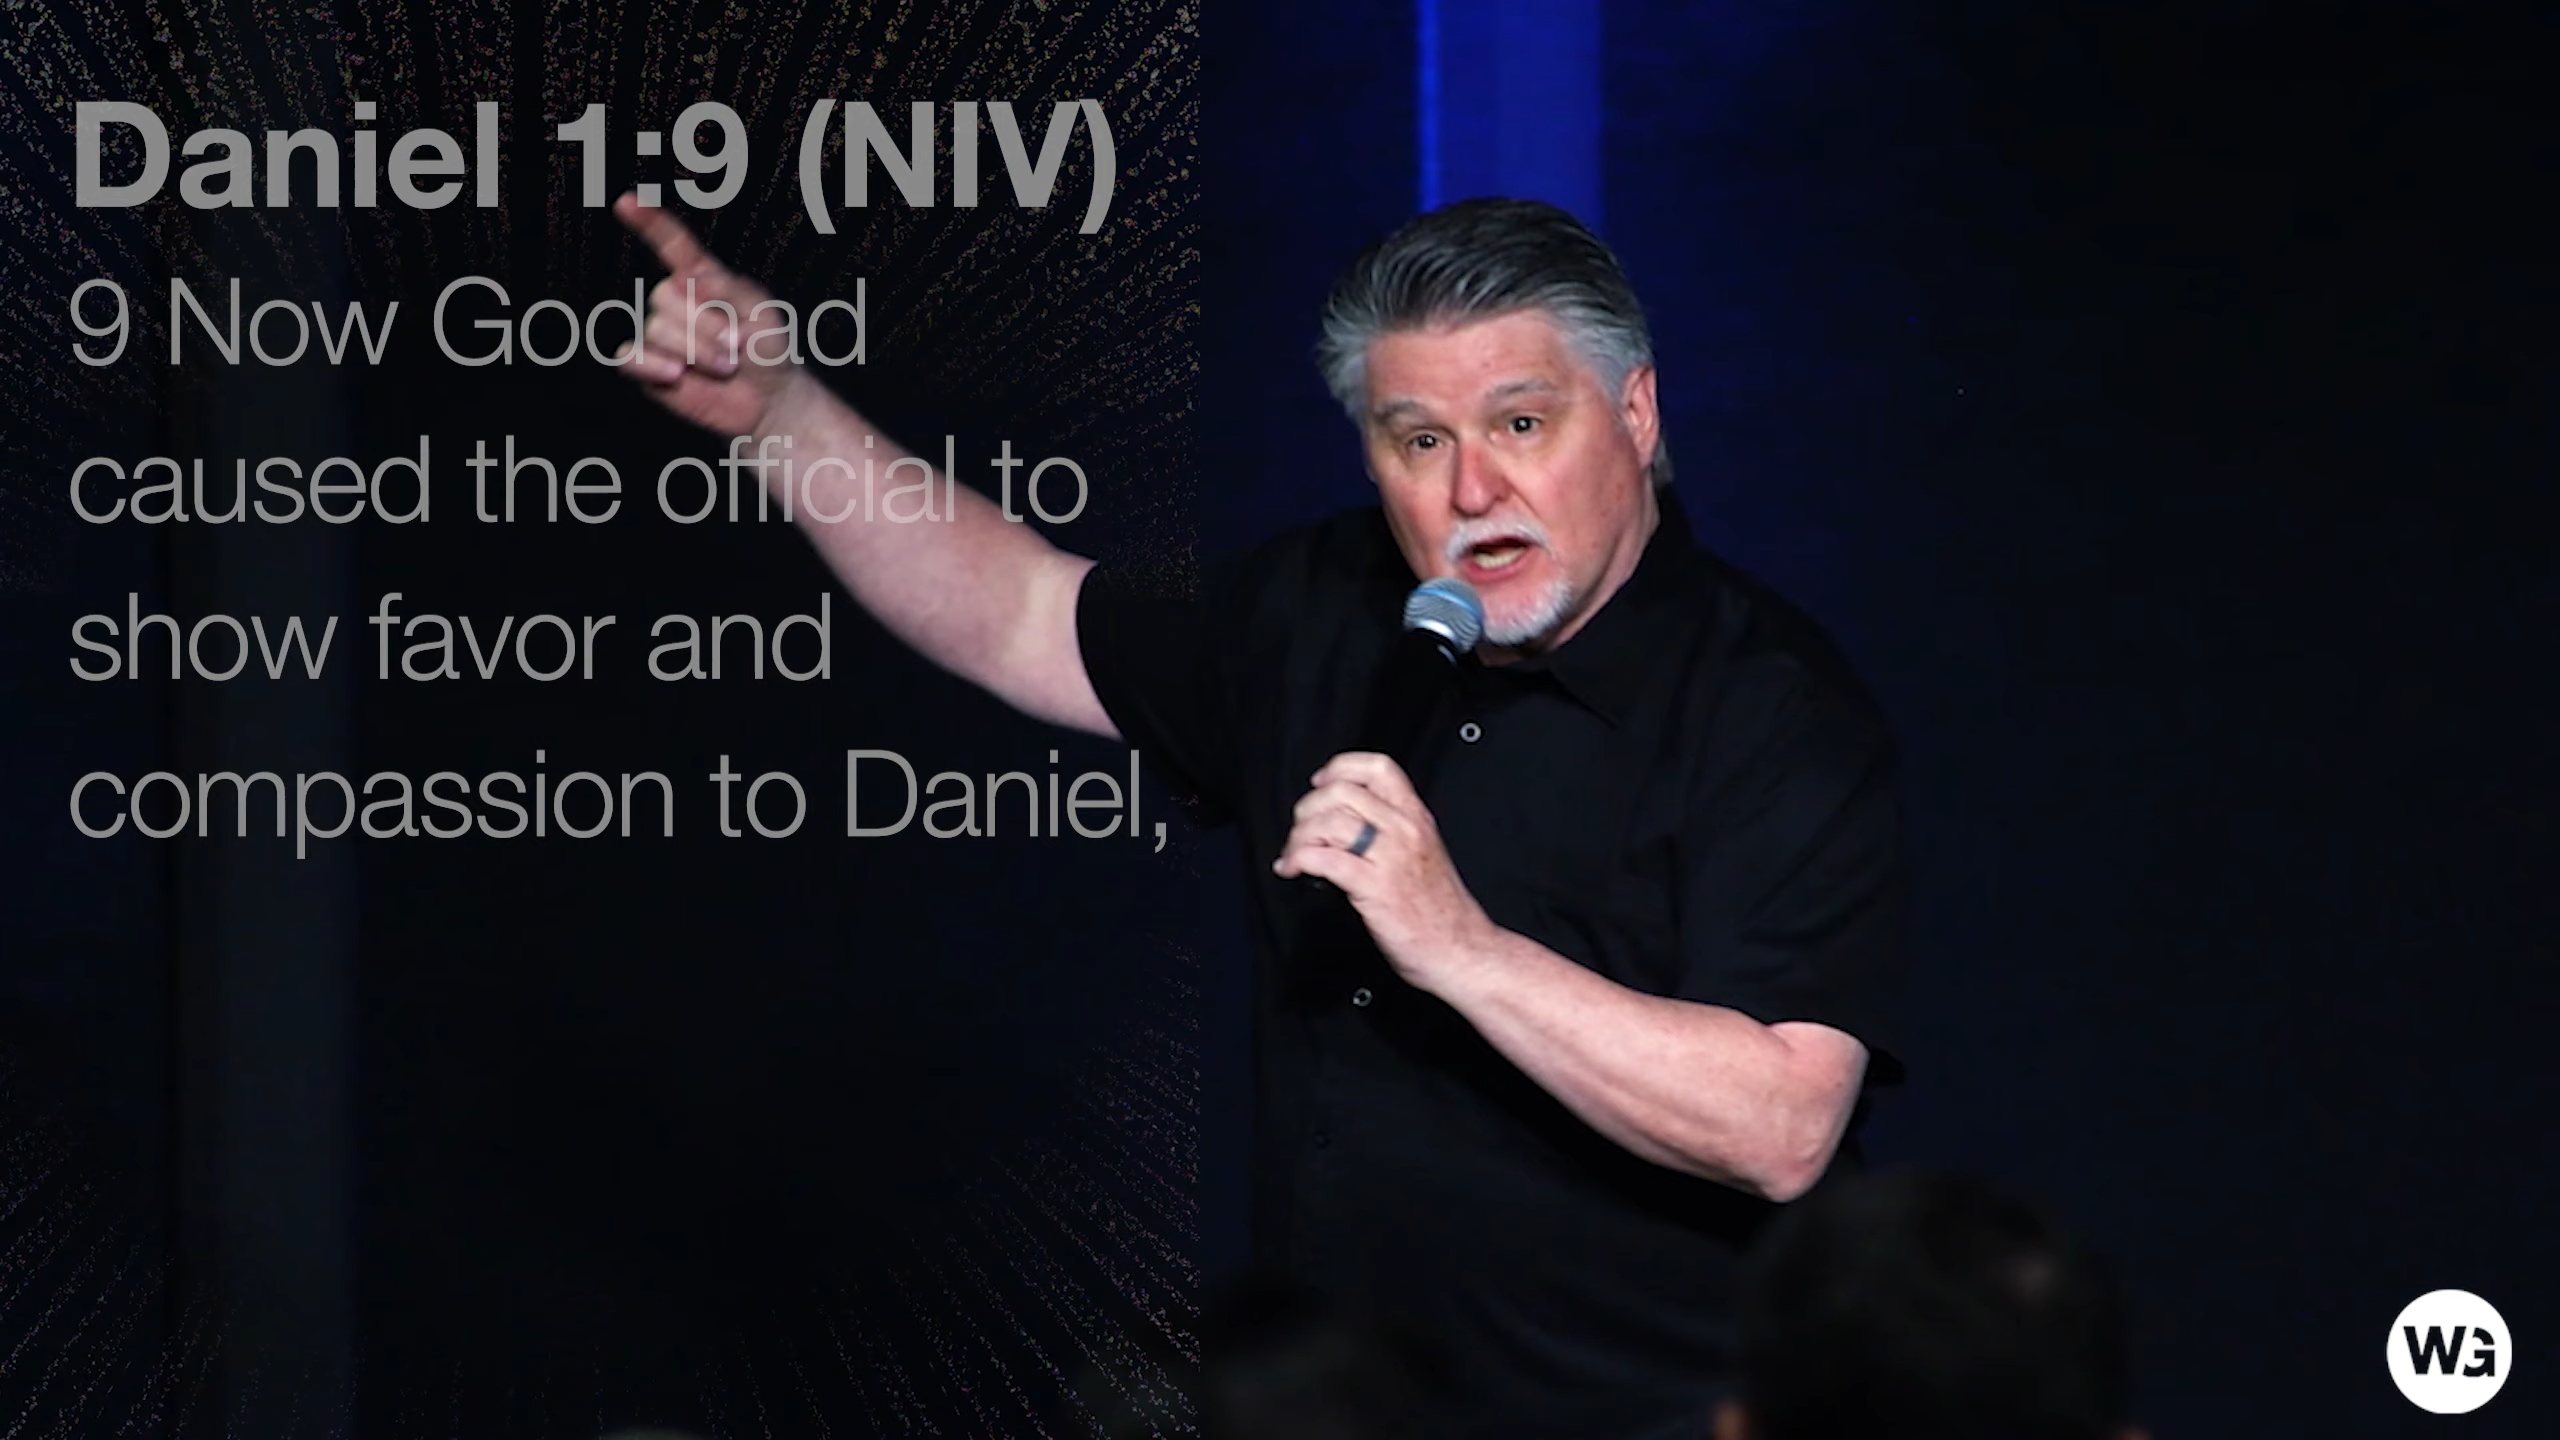 Daniel 1:9 (NIV)
9 Now God had
caused the official to
show favor and
compassion to Daniel,
WG